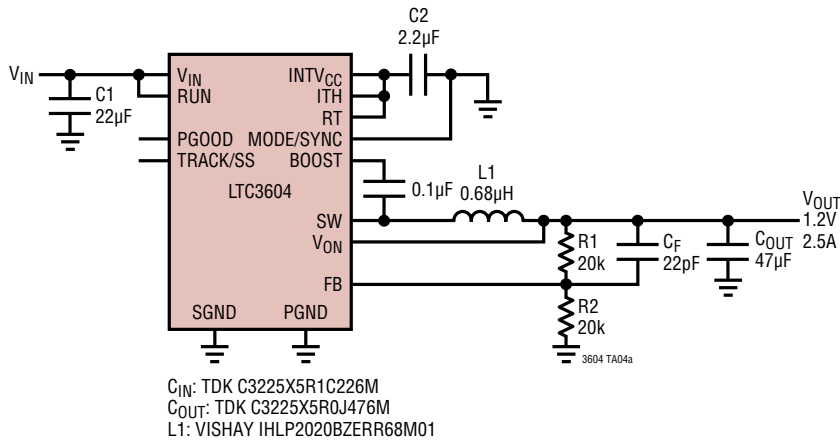 C2
2.2µF
VIN
VIN
RUN
C1
22µF
INTVCC
ITH
RT
PGOOD
MODE/SYNC
TRACK/SS
BOOST
LTC3604
0.1µF
L1
0.68µH
SW
VON
VOUT
1.2V
2.5A
R1
20k
CF
22pF
COUT
47µF
FB
R2
20k
SGND
PGND
3604 TA04a
CIN: TDK C3225X5R1C226M
COUT: TDK C3225X5R0J476M
L1: VISHAY IHLP2020BZERR68M01